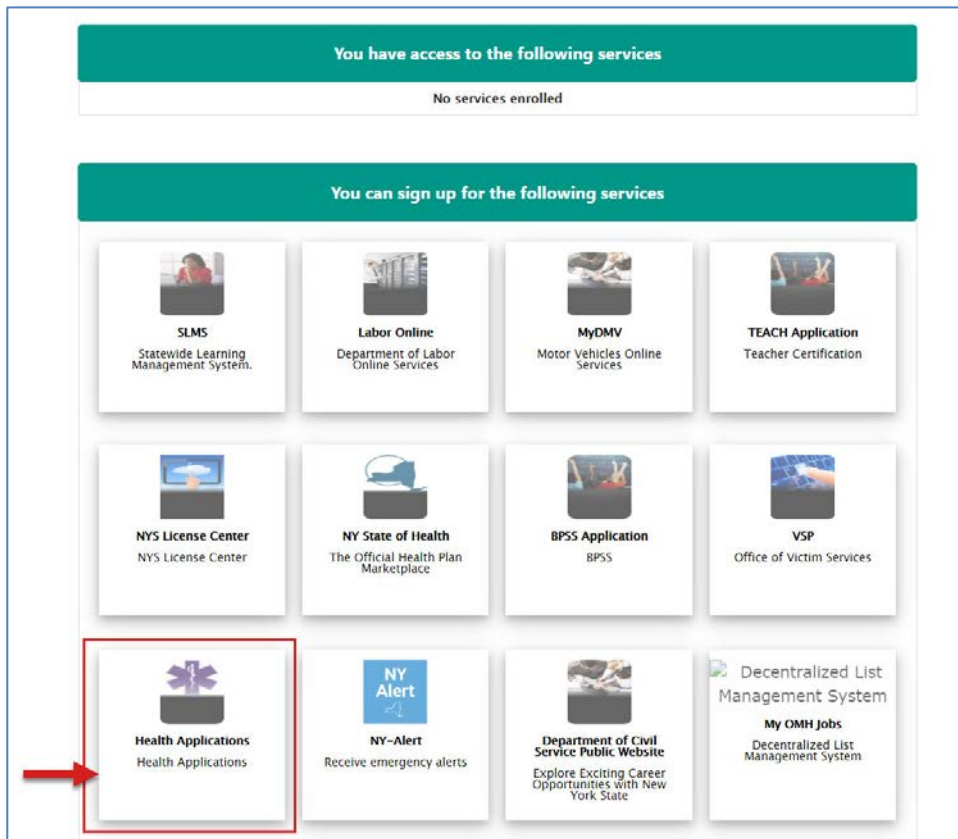 You have access to the following services
No services enrolled
You can sign up for the following services
SLMS
Statewide Learning
Management System.
Labor Online
Department of Labor
Online Services
MyDMV
Motor Vehicles Online
Services
TEACH Application
Teacher Certification
NYS License Center
NYS License Center
NY State of Health
The Official Health Plan
Marketplace
BPSS Application
BPSS
VSP
Office of Victim Services
Health Applications
Health Applications
NY
Alert
NY-Alert
Receive emergency alerts
Department of Civil
Service Public Website
Explore Exciting Career
Opportunities with New
York State
Decentralized List
Management System
My OMH Jobs
Decentralized List
Management System